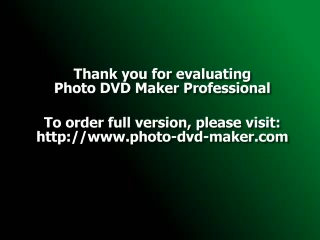 Thank you for evaluating
Photo DVD Maker Professional
To order full version, please visit:
http://www.photo-dvd-maker.com